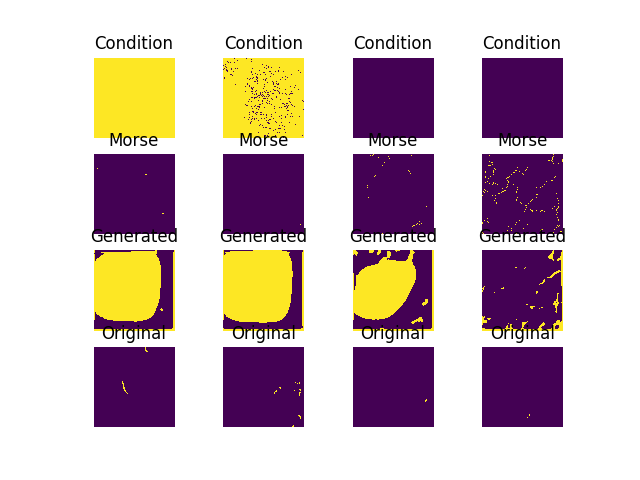 Condition Condition Condition Condition
Morse Morse Morse Morse
Generated Generated Generated Generated
Original Original Original Original